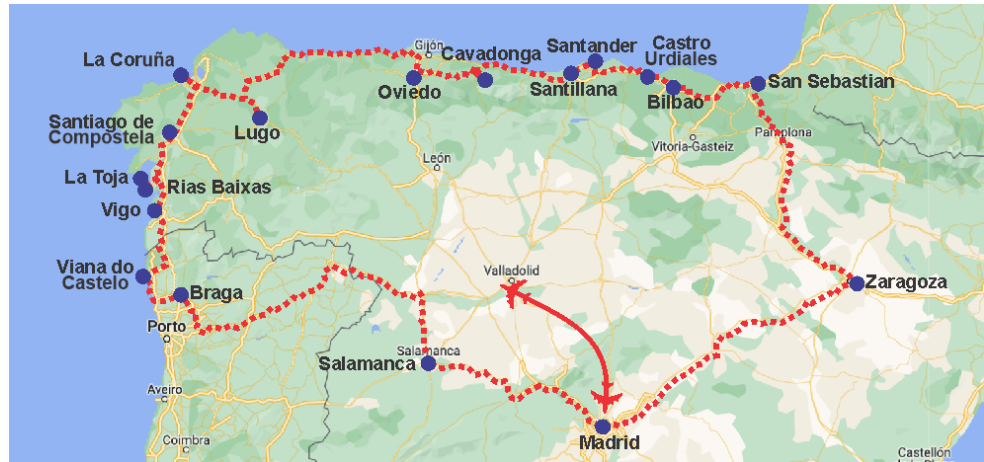 Gijón
Cavadonga
Santander
Castro
Urdiales
La Coruña
Oviedo
Santillana
Bilbao
San Sebastian
Santiago de
Compostela
Lugo
Vitoria-Gasteiz
Pamplona
León
La Toja
Rias Baixas
Vigo
Viana do
Castelo
Braga
Valladolid
Zaragoza
Porto
Salamanca
Salamanca
Aveiro
Madrid
Coimbra
Castellón